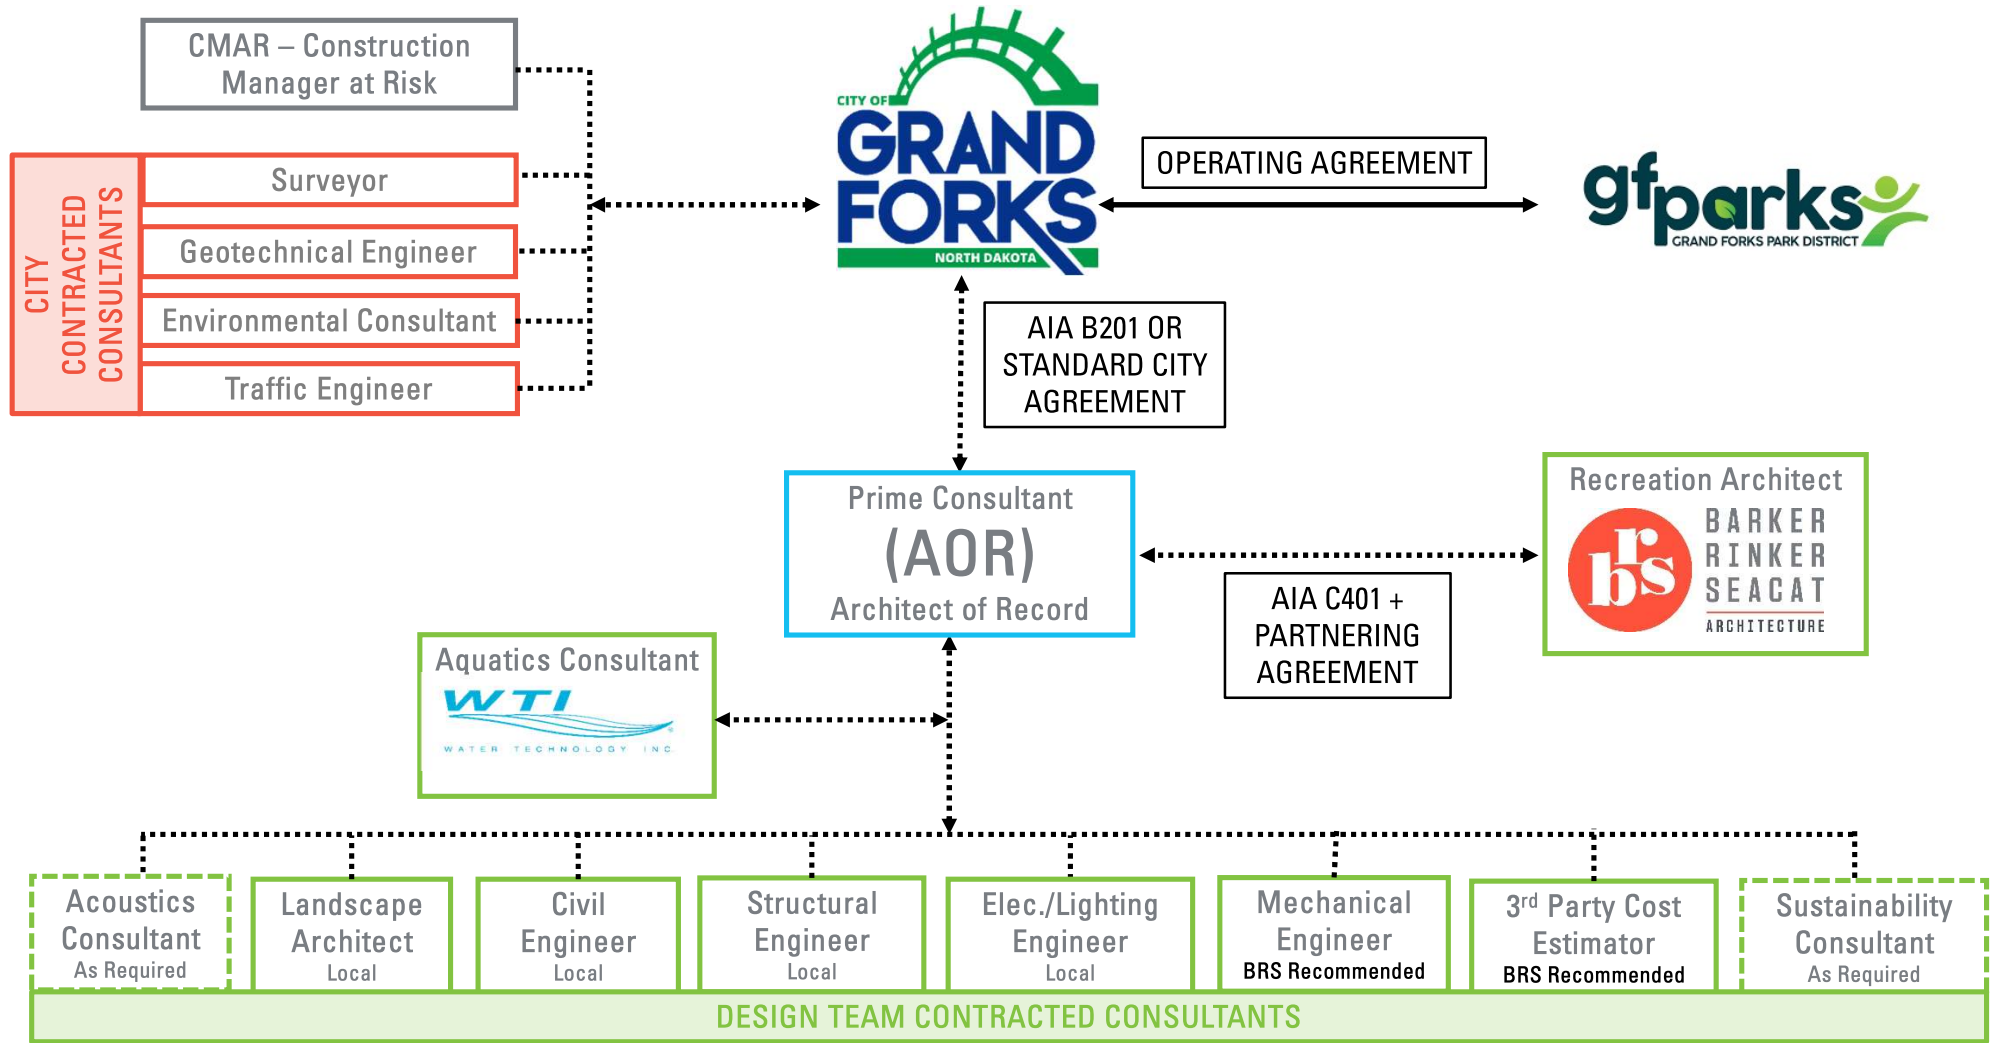 CMAR – Construction
Manager at Risk
CITY
CONTRACTED
CONSULTANTS
Surveyor
Geotechnical Engineer
Environmental Consultant
Traffic Engineer
CITY OF
GRAND
FORKS
NORTH DAKOTA
OPERATING AGREEMENT
gfparks
GRAND FORKS PARK DISTRICT
AIA B201 OR
STANDARD CITY
AGREEMENT
Prime Consultant
(AOR)
Architect of Record
Recreation Architect
brs
BARKER
RINKER
SEACAT
ARCHITECTURE
AIA C401 +
PARTNERING
AGREEMENT
Aquatics Consultant
WTI
WATER TECHNOLOGY INC.
Acoustics
Consultant
As Required
Landscape
Architect
Local
Civil
Engineer
Local
Structural
Engineer
Local
Elec./Lighting
Engineer
Local
Mechanical
Engineer
BRS Recommended
3rd Party Cost
Estimator
BRS Recommended
Sustainability
Consultant
As Required
DESIGN TEAM CONTRACTED CONSULTANTS